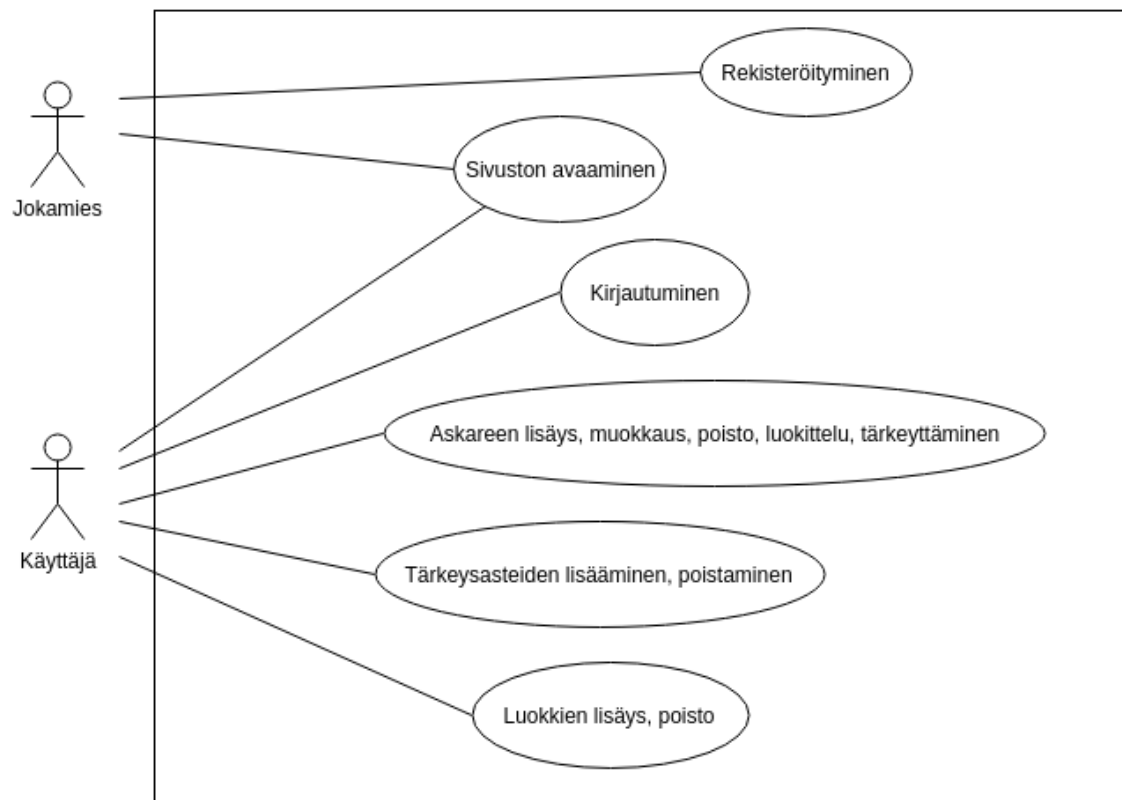 Rekisteröityminen
Sivuston avaaminen
Jokamies
Kirjautuminen
Askareen lisäys, muokkaus, poisto, luokittelu, tärkeyttäminen
Käyttäjä
Tärkeysasteiden lisääminen, poistaminen
Luokkien lisäys, poisto